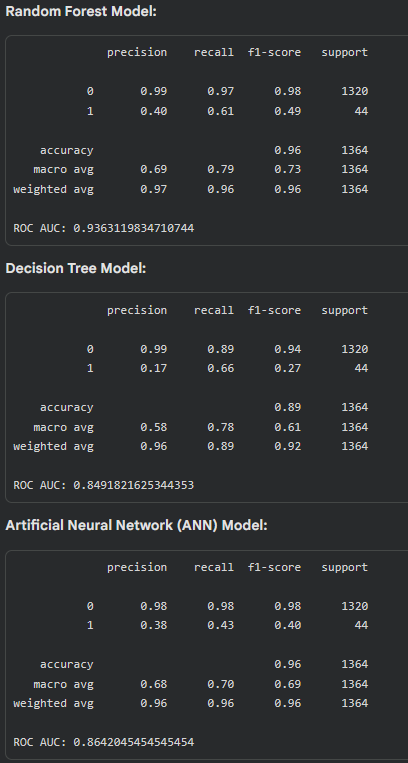 Random Forest Model:
precision recall f1-score support
0 0.99 0.97 0.98 1320
1 0.40 0.61 0.49 44
accuracy 0.96 1364
macro avg 0.69 0.79 0.73 1364
weighted avg 0.97 0.96 0.96 1364
ROC AUC: 0.9363119834710744
Decision Tree Model:
precision recall f1-score support
0 0.99 0.89 0.94 1320
1 0.17 0.66 0.27 44
accuracy 0.89 1364
macro avg 0.58 0.78 0.61 1364
weighted avg 0.96 0.89 0.92 1364
ROC AUC: 0.8491821625344353
Artificial Neural Network (ANN) Model:
precision recall f1-score support
0 0.98 0.98 0.98 1320
1 0.38 0.43 0.40 44
accuracy 0.96 1364
macro avg 0.68 0.70 0.69 1364
weighted avg 0.96 0.96 0.96 1364
ROC AUC: 0.8642045454545454